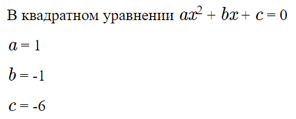 В квадратном уравнении ax² + bx + c = 0
a = 1
b = -1
c = -6